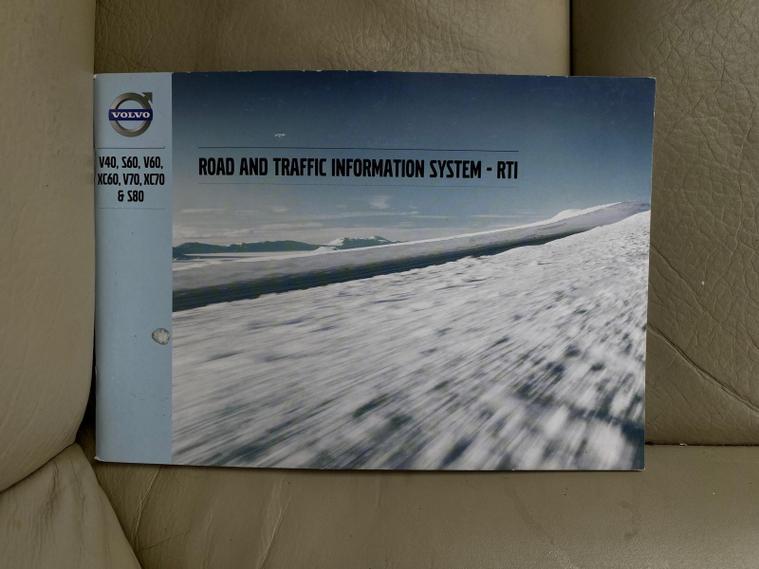 VOLVO
V40, S60, V60,
XC60, V70, XC70
& S80
ROAD AND TRAFFIC INFORMATION SYSTEM - RTI